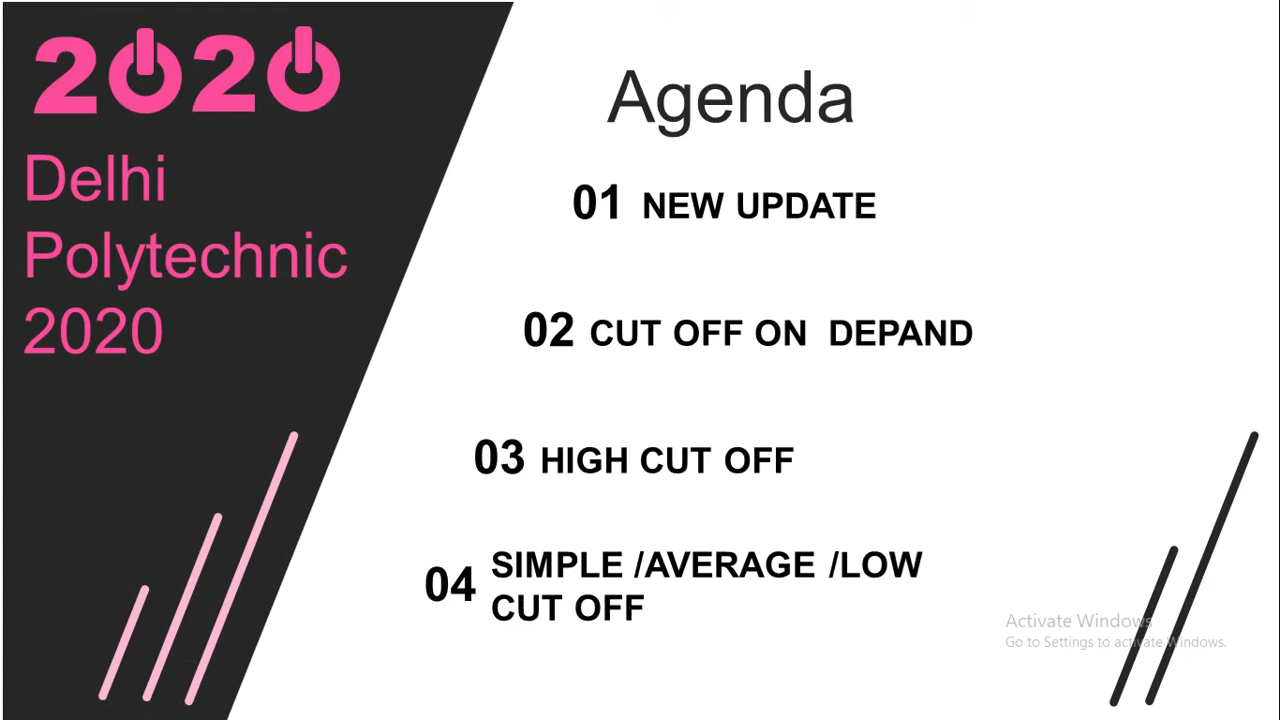 2020
Delhi
Polytechnic
2020
Agenda
01 NEW UPDATE
02 CUT OFF ON DEPAND
03 HIGH CUT OFF
04 SIMPLE /AVERAGE /LOW
CUT OFF
Activate Windows
Go to Settings to activate Windows.